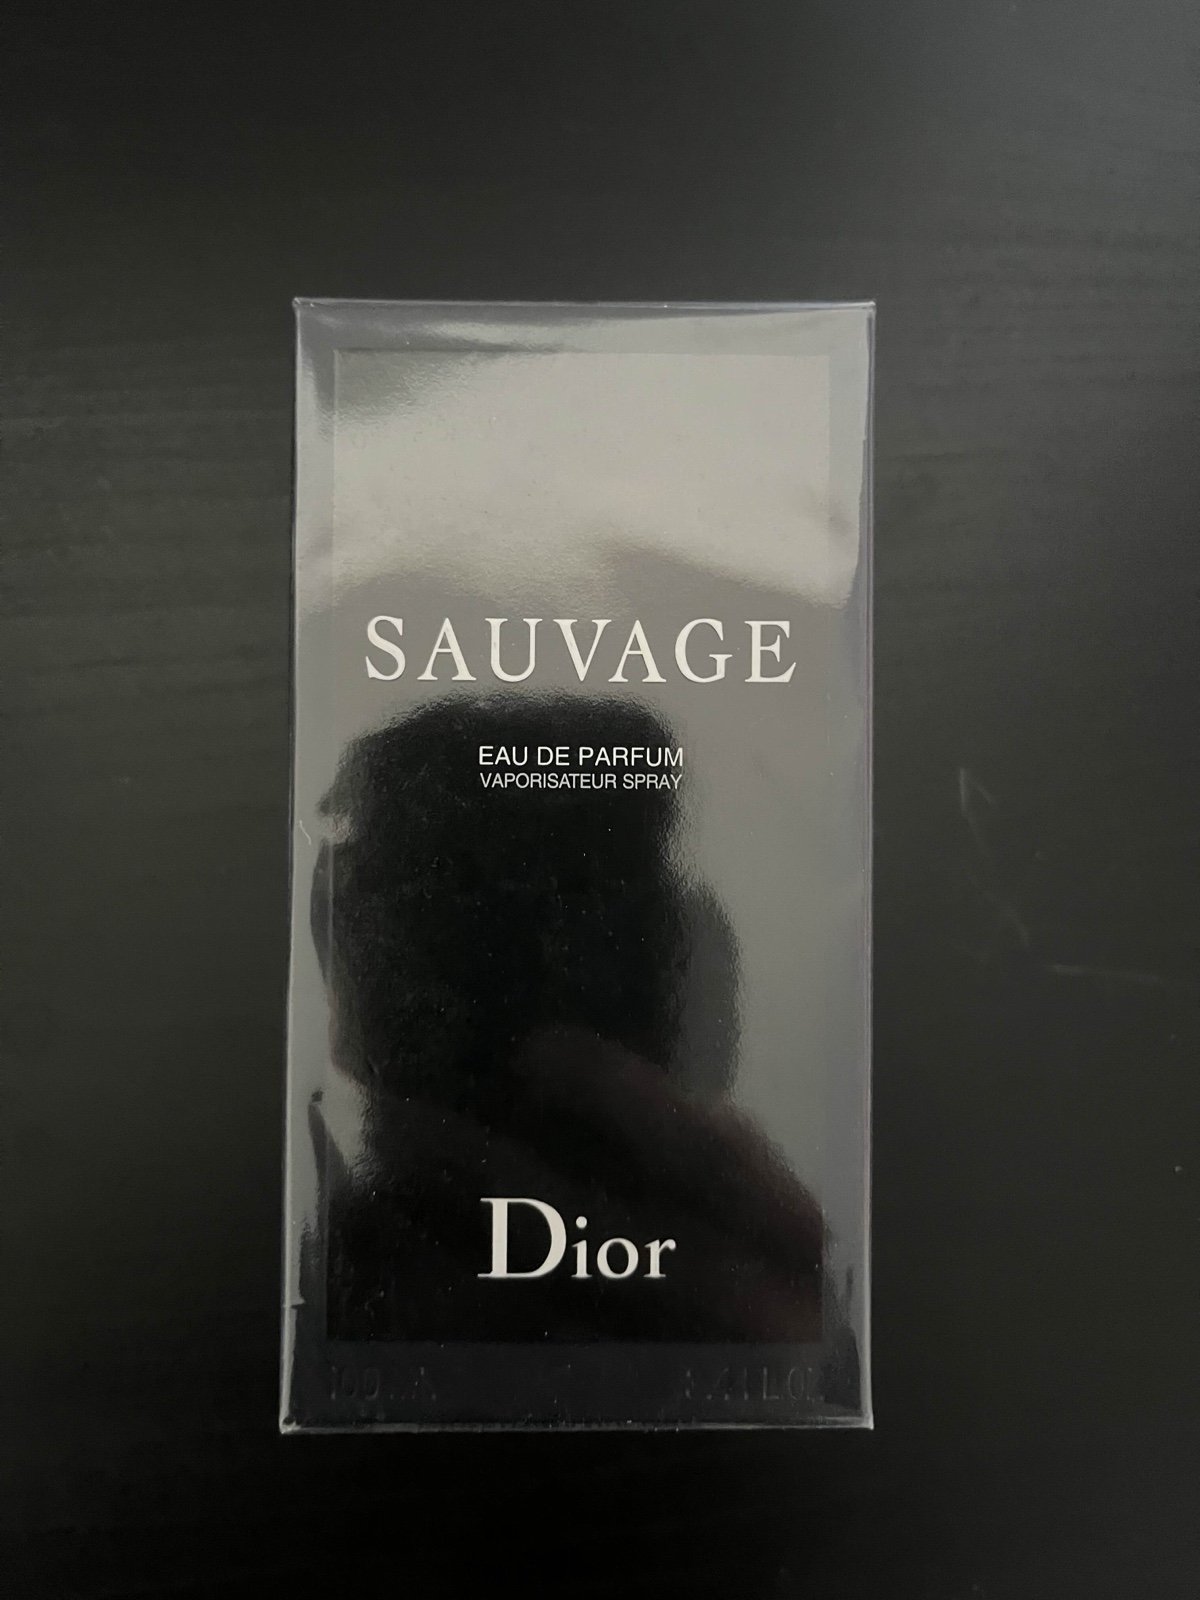 SAUVAGE
EAU DE PARFUM
VAPORISATEUR SPRAY
Dior